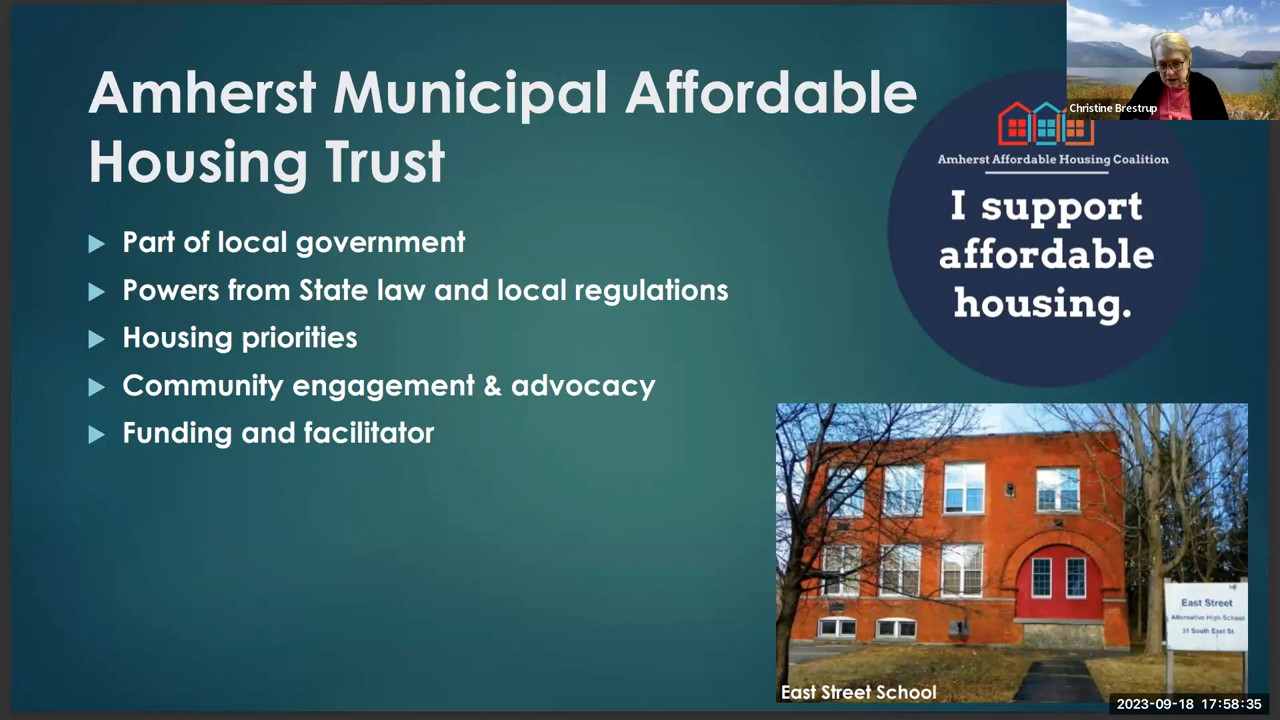 Amherst Municipal Affordable
Housing Trust
Part of local government
Powers from State law and local regulations
Housing priorities
Community engagement & advocacy
Funding and facilitator
Christine Brestrup
Amherst Affordable Housing Coalition
I support
affordable
housing.
East Street
Alternative High School
31 South East St
East Street School
2023-09-18 17:58:35